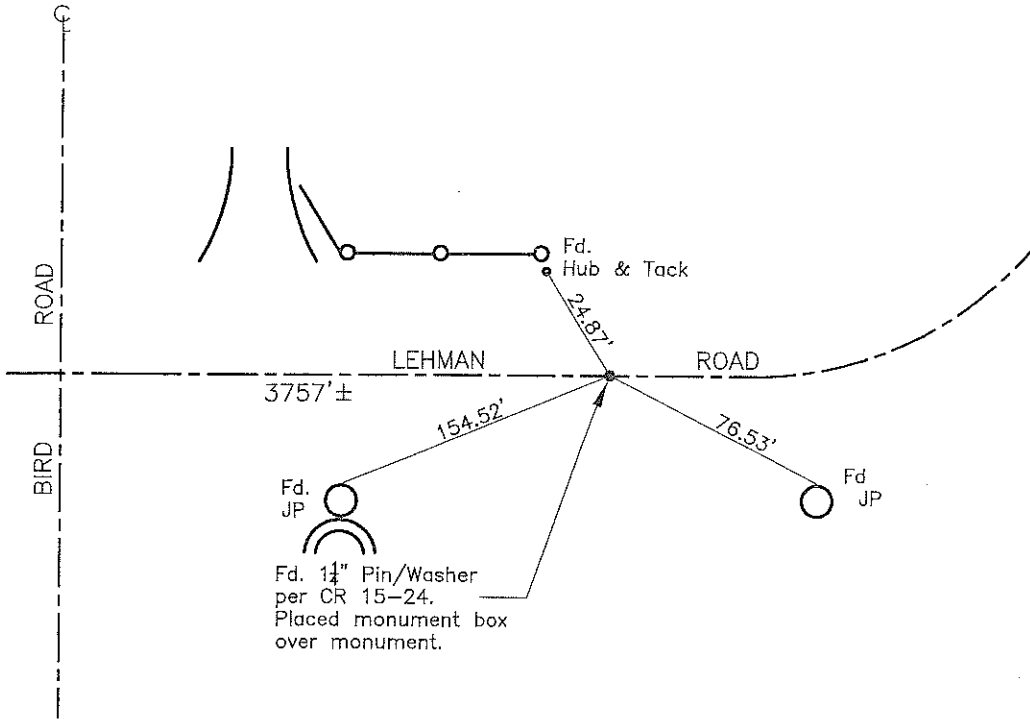 ℄
ROAD
BIRD
Fd.
Hub & Tack
24.87'
LEHMAN ROAD
3757'±
154.52'
76.53'
Fd.
JP
Fd
JP
Fd. 1¼" Pin/Washer
per CR 15-24.
Placed monument box
over monument.